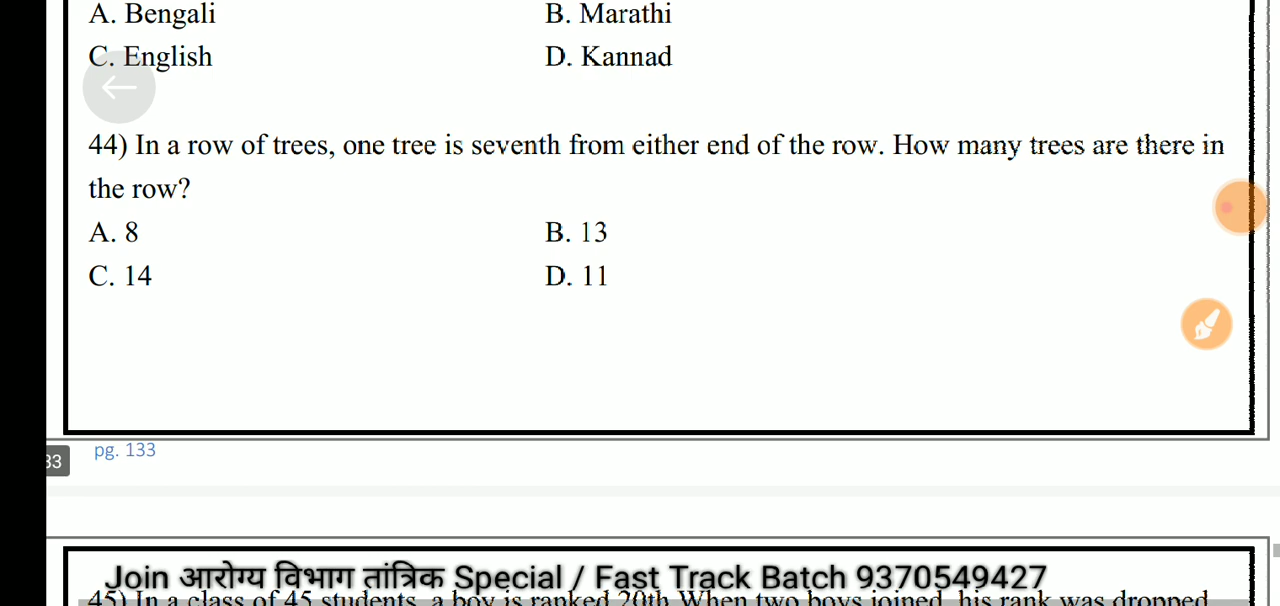 A. Bengali B. Marathi
C. English D. Kannad
44) In a row of trees, one tree is seventh from either end of the row. How many trees are there in
the row?
A. 8 B. 13
C. 14 D. 11
33 pg. 133
Join आरोग्य विभाग तांत्रिक Special / Fast Track Batch 9370549427
45) In a class of 45 students, a boy is ranked 20th When two boys joined, his rank was dropped